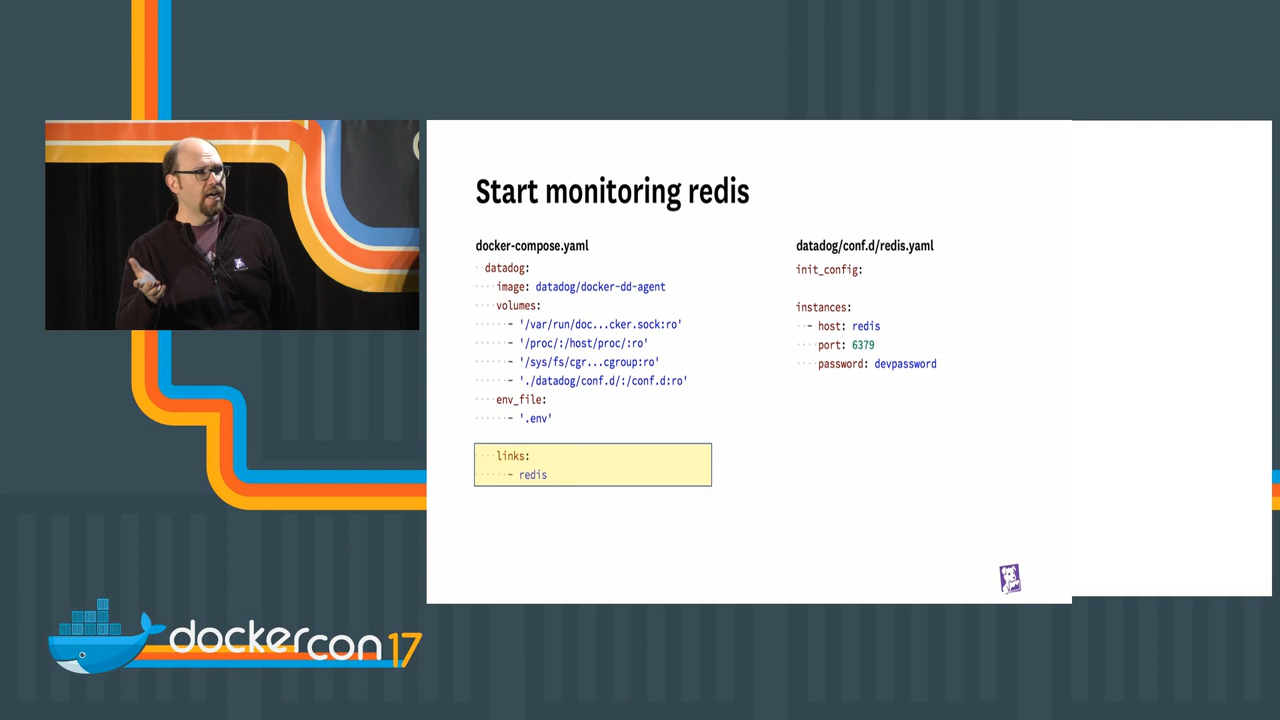 Start monitoring redis
docker-compose.yaml
datadog:
image: datadog/docker-dd-agent
volumes:
- '/var/run/doc...cker.sock:ro'
- '/proc/:/host/proc/:ro'
- '/sys/fs/cgr...cgroup:ro'
- './datadog/conf.d/:/conf.d:ro'
env_file:
- '.env'
links:
- redis
datadog/conf.d/redis.yaml
init_config:
instances:
- host: redis
port: 6379
password: devpassword
dockercon 17